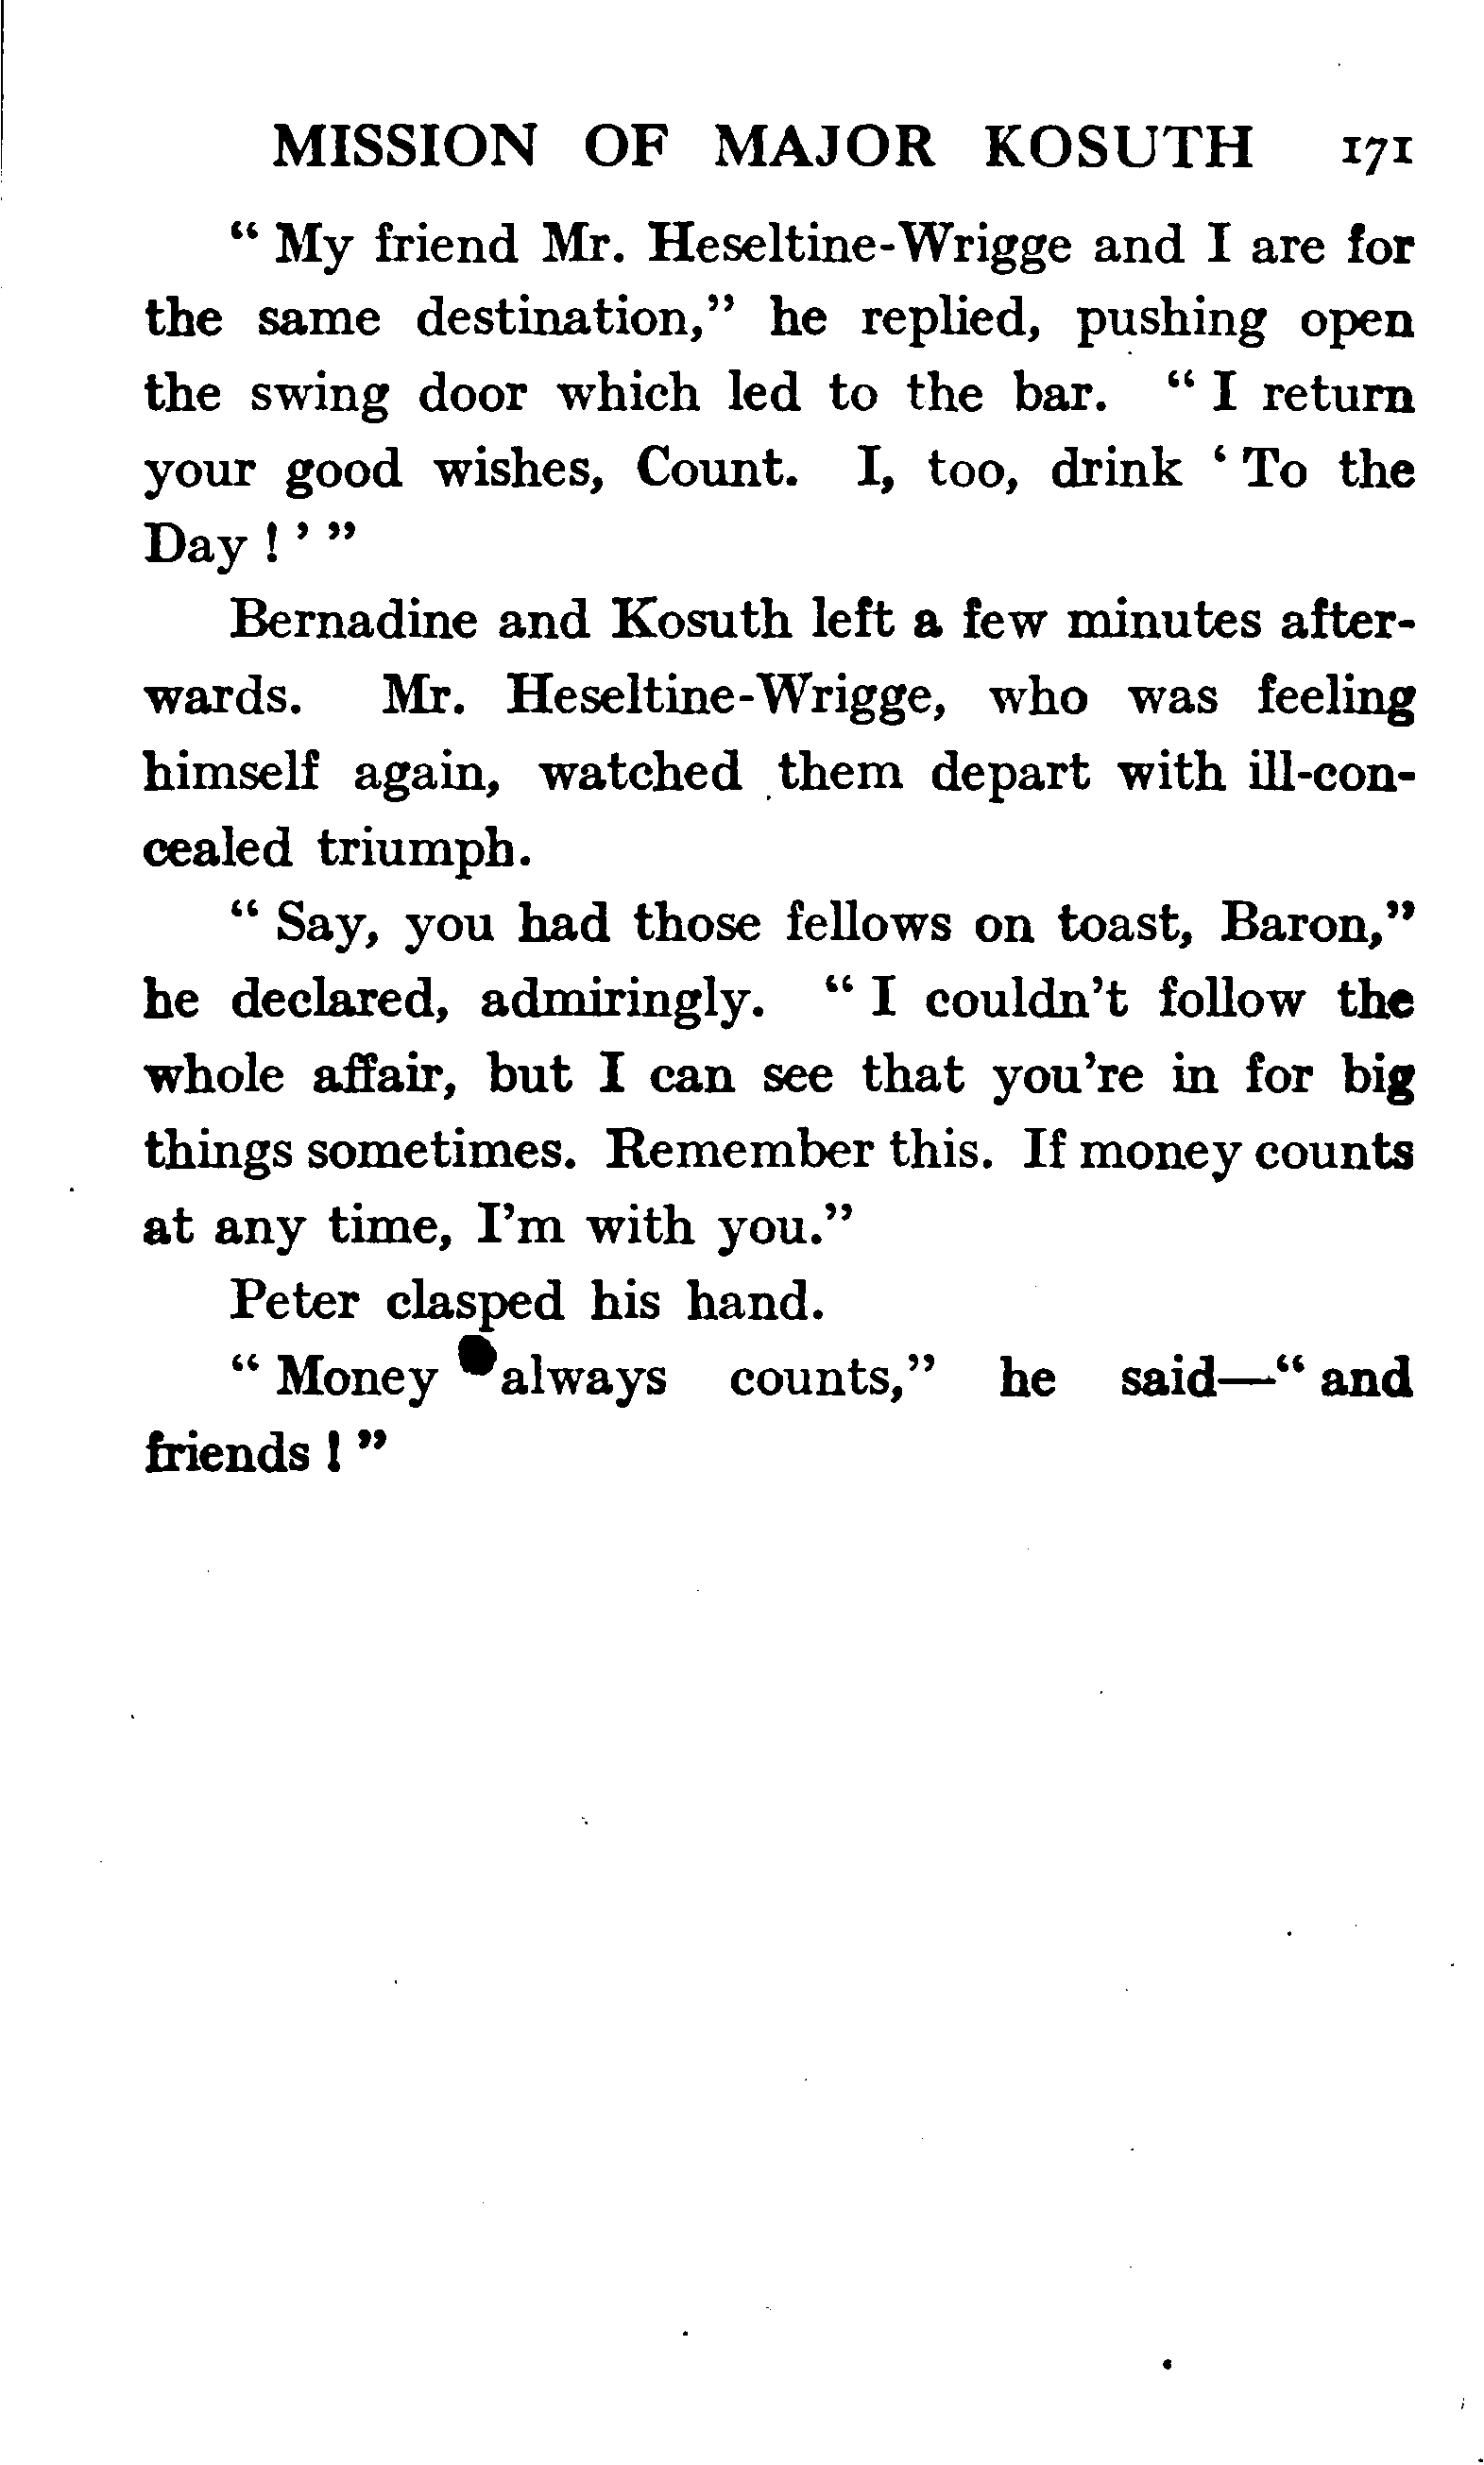 MISSION OF MAJOR KOSUTH 171
“ My friend Mr. Heseltine-Wrigge and I are for
the same destination,” he replied, pushing open
the swing door which led to the bar. “ I return
your good wishes, Count. I, too, drink ‘ To the
Day ! ’ ”
Bernadine and Kosuth left a few minutes after-
wards. Mr. Heseltine-Wrigge, who was feeling
himself again, watched them depart with ill-con-
cealed triumph.
“ Say, you had those fellows on toast, Baron,”
he declared, admiringly. “ I couldn’t follow the
whole affair, but I can see that you’re in for big
things sometimes. Remember this. If money counts
at any time, I’m with you.”
Peter clasped his hand.
“ Money always counts,” he said—“ and
friends ! ”